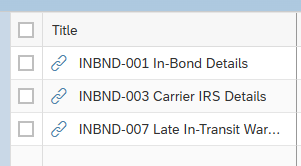 Title
INBND-001 In-Bond Details
INBND-003 Carrier IRS Details
INBND-007 Late In-Transit War...